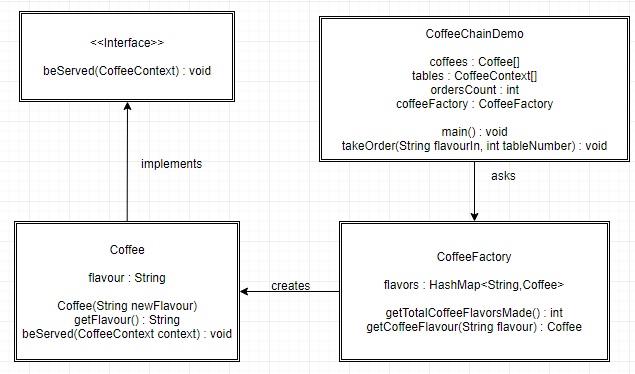 <<Interface>>
beServed(CoffeeContext) : void
CoffeeChainDemo
coffees : Coffee[]
tables : CoffeeContext[]
ordersCount : int
coffeeFactory : CoffeeFactory
main() : void
takeOrder(String flavourIn, int tableNumber) : void
implements
asks
Coffee
flavour : String
Coffee(String newFlavour)
getFlavour() : String
beServed(CoffeeContext context) : void
creates
CoffeeFactory
flavors : HashMap<String,Coffee>
getTotalCoffeeFlavorsMade() : int
getCoffeeFlavour(String flavour) : Coffee